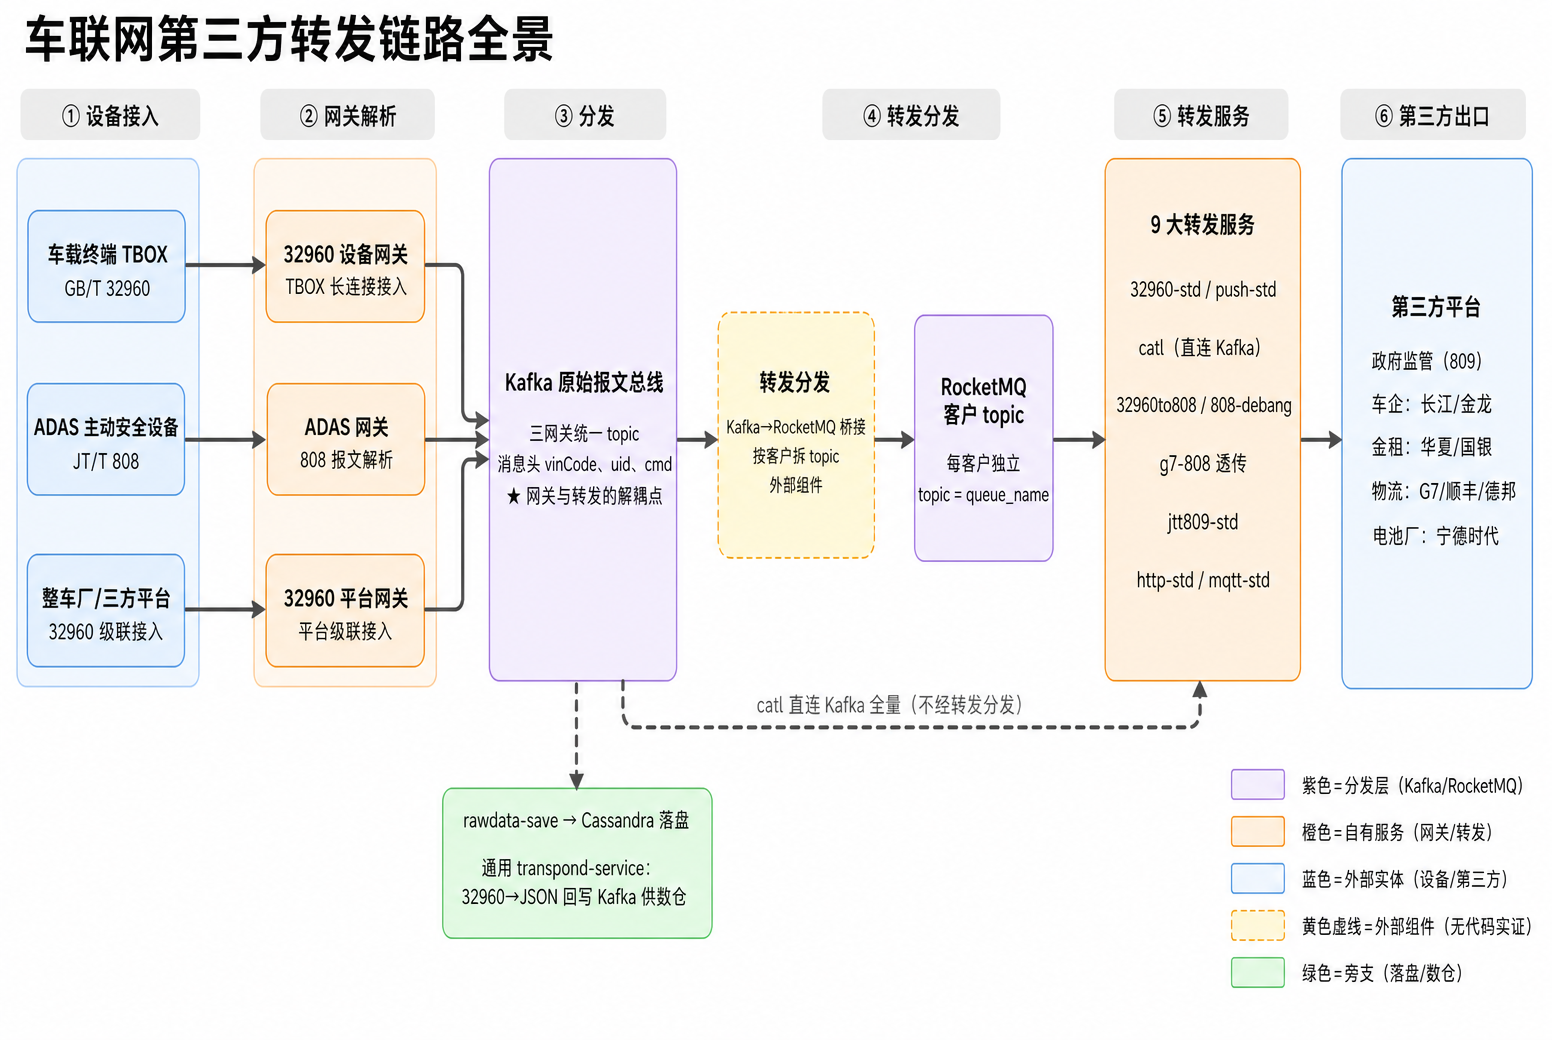 车联网第三方转发链路全景
① 设备接入
② 网关解析
③ 分发
④ 转发分发
⑤ 转发服务
⑥ 第三方出口
车载终端 TBOX
GB/T 32960
ADAS 主动安全设备
JT/T 808
整车厂/三方平台
32960 级联接入
32960 设备网关
TBOX 长连接接入
ADAS 网关
808 报文解析
32960 平台网关
平台级联接入
Kafka 原始报文总线
三网关统一 topic
消息头 vinCode、uid、cmd
★ 网关与转发的解耦点
转发分发
Kafka→RocketMQ 桥接
按客户拆 topic
外部组件
RocketMQ
客户 topic
每客户独立
topic = queue_name
9 大转发服务
32960-std / push-std
catl（直连 Kafka）
32960to808 / 808-debang
g7-808 透传
jtt809-std
http-std / mqtt-std
第三方平台
政府监管（809）
车企：长江/金龙
金租：华夏/国银
物流：G7/顺丰/德邦
电池厂：宁德时代
catl 直连 Kafka 全量（不经转发分发）
rawdata-save → Cassandra 落盘
通用 transpond-service：
32960→JSON 回写 Kafka 供数仓
紫色=分发层（Kafka/RocketMQ）
橙色=自有服务（网关/转发）
蓝色=外部实体（设备/第三方）
黄色虚线=外部组件（无代码实证）
绿色=旁支（落盘/数仓）